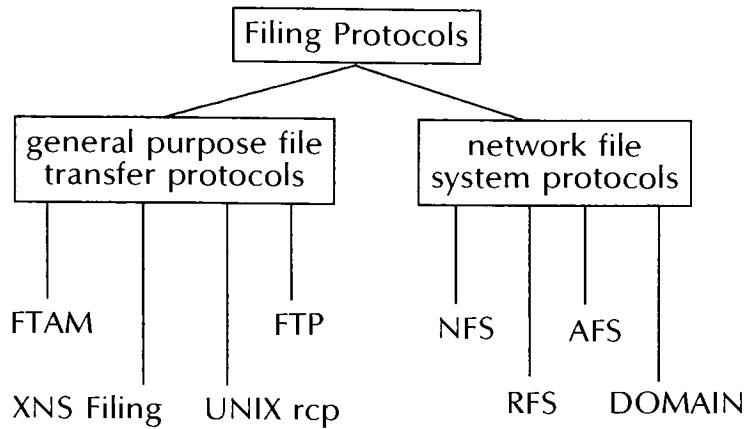 Filing Protocols
general purpose file
transfer protocols
network file
system protocols
FTAM
FTP
NFS
AFS
XNS Filing
UNIX rcp
RFS
DOMAIN